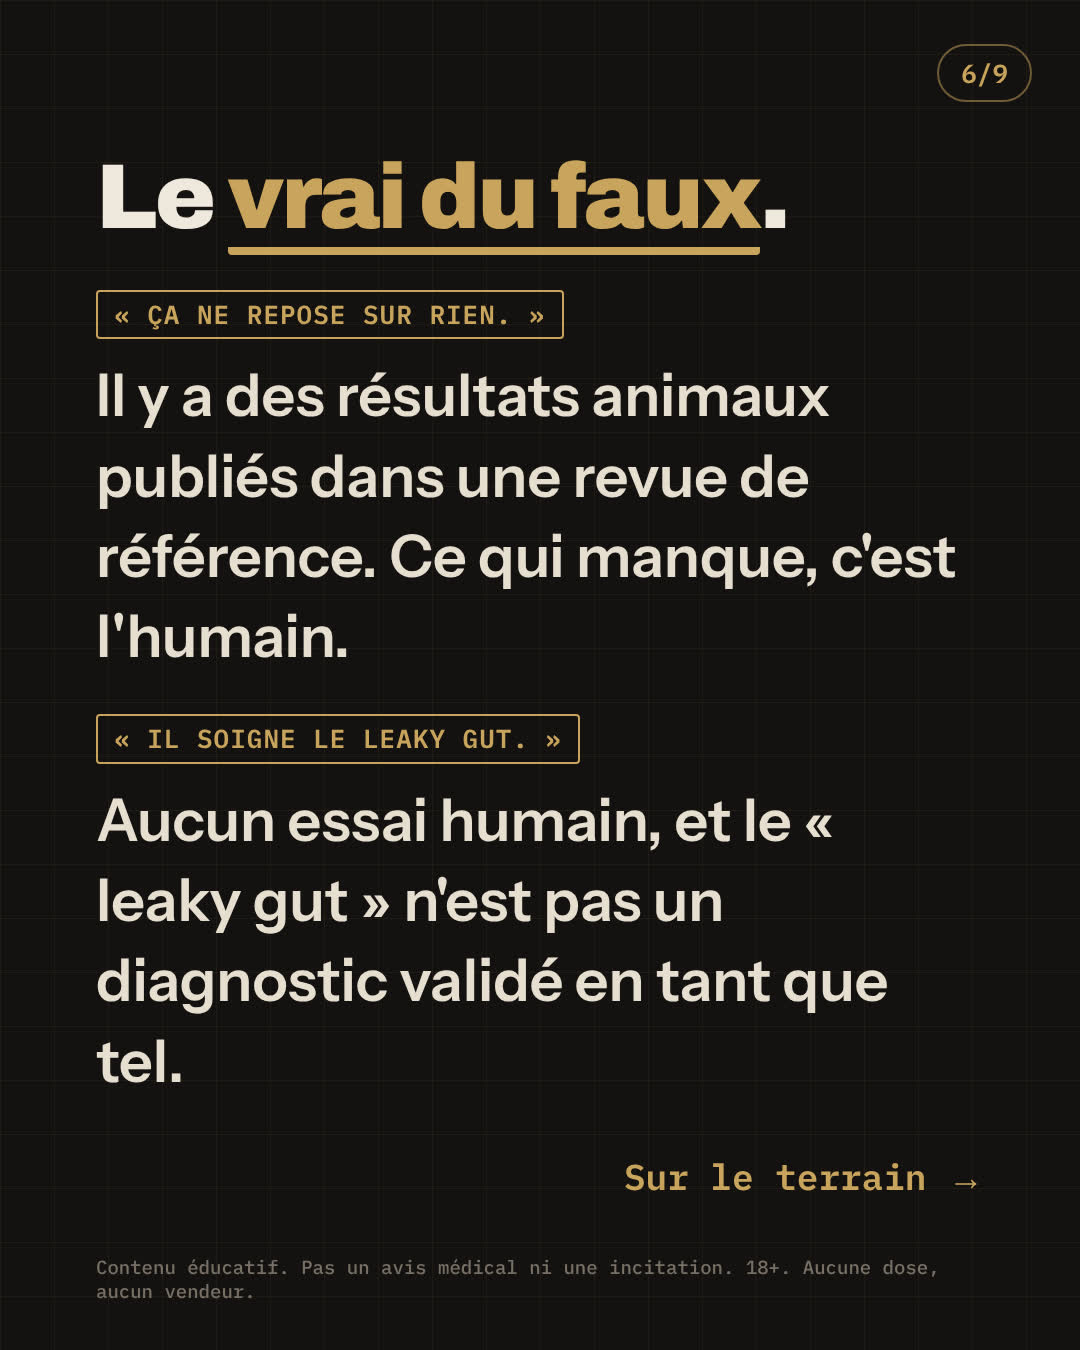 6/9
Le vrai du faux.
« ÇA NE REPOSE SUR RIEN. »
Il y a des résultats animaux
publiés dans une revue de
référence. Ce qui manque, c'est
l'humain.
« IL SOIGNE LE LEAKY GUT. »
Aucun essai humain, et le «
leaky gut » n'est pas un
diagnostic validé en tant que
tel.
Sur le terrain →
Contenu éducatif. Pas un avis médical ni une incitation. 18+. Aucune dose,
aucun vendeur.